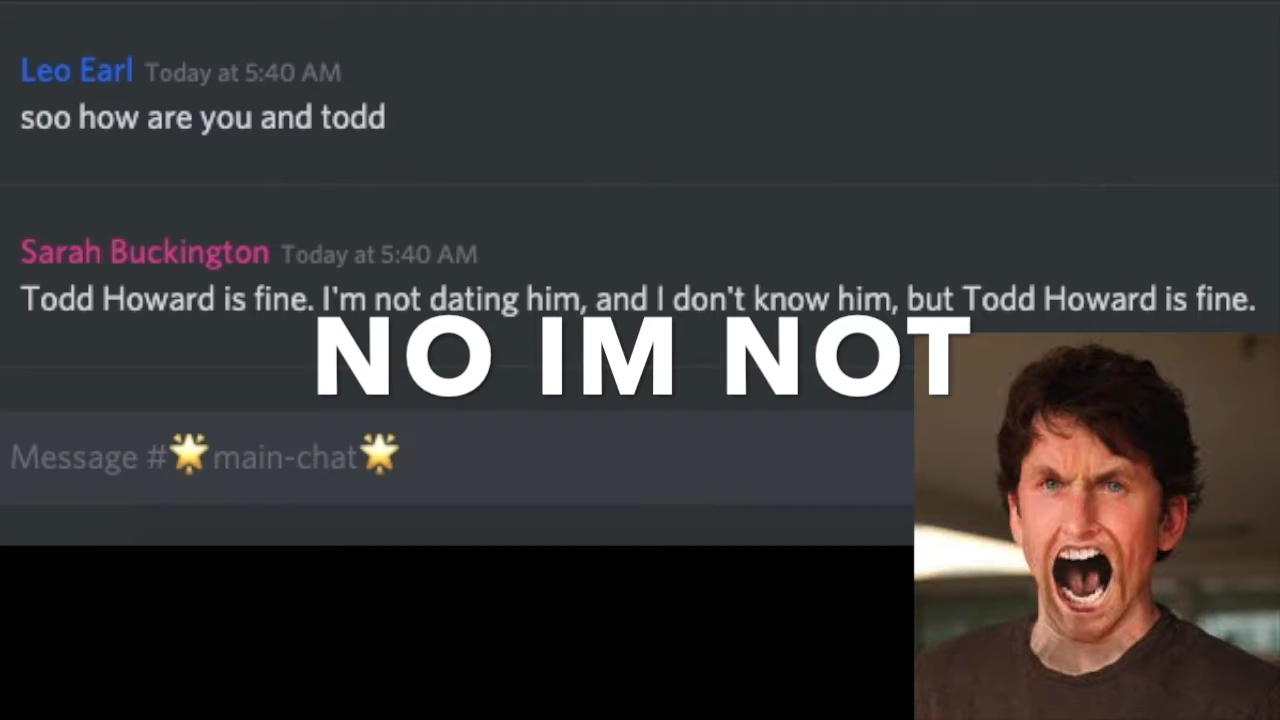 Leo Earl Today at 5:40 AM
soo how are you and todd
Sarah Buckington Today at 5:40 AM
Todd Howard is fine. I'm not dating him, and I don't know him, but Todd Howard is fine.
NO IM NOT
Message #🌟main-chat🌟